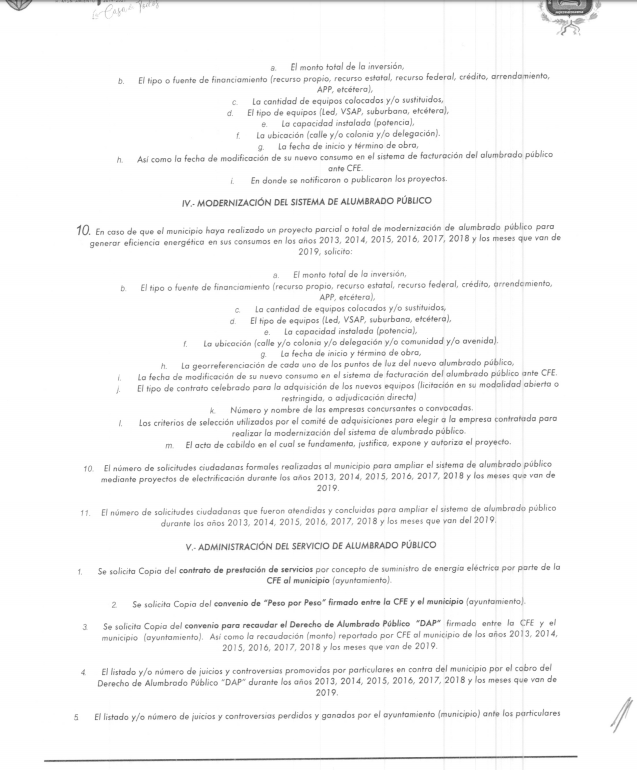 La Casa de Todos
a. El monto total de la inversión,
b. El tipo o fuente de financiamiento (recurso propio, recurso estatal, recurso federal, crédito, arrendamiento,
APP, etcétera),
c. La cantidad de equipos colocados y/o sustituidos,
d. El tipo de equipos (Led, VSAP, suburbana, etcétera),
e. La capacidad instalada (potencia),
f. La ubicación (calle y/o colonia y/o delegación).
g. La fecha de inicio y término de obra,
h. Así como la fecha de modificación de su nuevo consumo en el sistema de facturación del alumbrado público
ante CFE.
i. En donde se notificaron o publicaron los proyectos.
IV.- MODERNIZACIÓN DEL SISTEMA DE ALUMBRADO PÚBLICO
10. En caso de que el municipio haya realizado un proyecto parcial o total de modernización de alumbrado público para
generar eficiencia energética en sus consumos en los años 2013, 2014, 2015, 2016, 2017, 2018 y los meses que van de
2019, solicito:
a. El monto total de la inversión,
b. El tipo o fuente de financiamiento (recurso propio, recurso estatal, recurso federal, crédito, arrendamiento,
APP, etcétera),
c. La cantidad de equipos colocados y/o sustituidos,
d. El tipo de equipos (Led, VSAP, suburbana, etcétera),
e. La capacidad instalada (potencia),
f. La ubicación (calle y/o colonia y/o delegación y/o comunidad y/o avenida).
g. La fecha de inicio y término de obra,
h. La georreferenciación de cada uno de los puntos de luz del nuevo alumbrado público,
i. La fecha de modificación de su nuevo consumo en el sistema de facturación del alumbrado público ante CFE.
j. El tipo de contrato celebrado para la adquisición de los nuevos equipos (licitación en su modalidad abierta o
restringida, o adjudicación directa)
k. Número y nombre de las empresas concursantes o convocadas.
l. Los criterios de selección utilizados por el comité de adquisiciones para elegir a la empresa contratada para
realizar la modernización del sistema de alumbrado público.
m. El acta de cabildo en el cual se fundamenta, justifica, expone y autoriza el proyecto.
10. El número de solicitudes ciudadanas formales realizadas al municipio para ampliar el sistema de alumbrado público
mediante proyectos de electrificación durante los años 2013, 2014, 2015, 2016, 2017, 2018 y los meses que van de
2019.
11. El número de solicitudes ciudadanas que fueron atendidas y concluidas para ampliar el sistema de alumbrado público
durante los años 2013, 2014, 2015, 2016, 2017, 2018 y los meses que van del 2019.
V.- ADMINISTRACIÓN DEL SERVICIO DE ALUMBRADO PÚBLICO
1. Se solicita Copia del contrato de prestación de servicios por concepto de suministro de energía eléctrica por parte de la
CFE al municipio (ayuntamiento).
2. Se solicita Copia del convenio de "Peso por Peso" firmado entre la CFE y el municipio (ayuntamiento).
3. Se solicita Copia del convenio para recaudar el Derecho de Alumbrado Público "DAP" firmado entre la CFE y el
municipio (ayuntamiento). Así como la recaudación (monto) reportado por CFE al municipio de los años 2013, 2014,
2015, 2016, 2017, 2018 y los meses que van de 2019.
4. El listado y/o número de juicios y controversias promovidos por particulares en contra del municipio por el cobro del
Derecho de Alumbrado Público "DAP" durante los años 2013, 2014, 2015, 2016, 2017, 2018 y los meses que van de
2019.
5. El listado y/o número de juicios y controversias perdidos y ganados por el ayuntamiento (municipio) ante los particulares